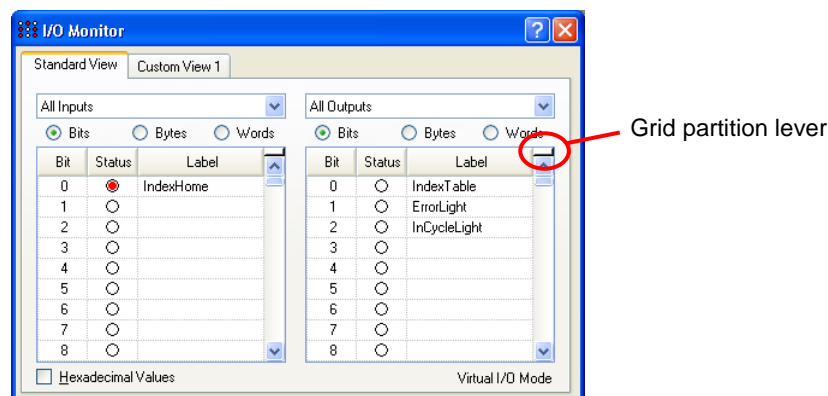 I/O Monitor
Standard View Custom View 1
All Inputs All Outputs
Bits Bytes Words Bits Bytes Words
Grid partition lever
Bit Status Label Bit Status Label
0 IndexHome 0 IndexTable
1 1 ErrorLight
2 2 InCycleLight
3 3
4 4
5 5
6 6
7 7
8 8
Hexadecimal Values Virtual I/O Mode